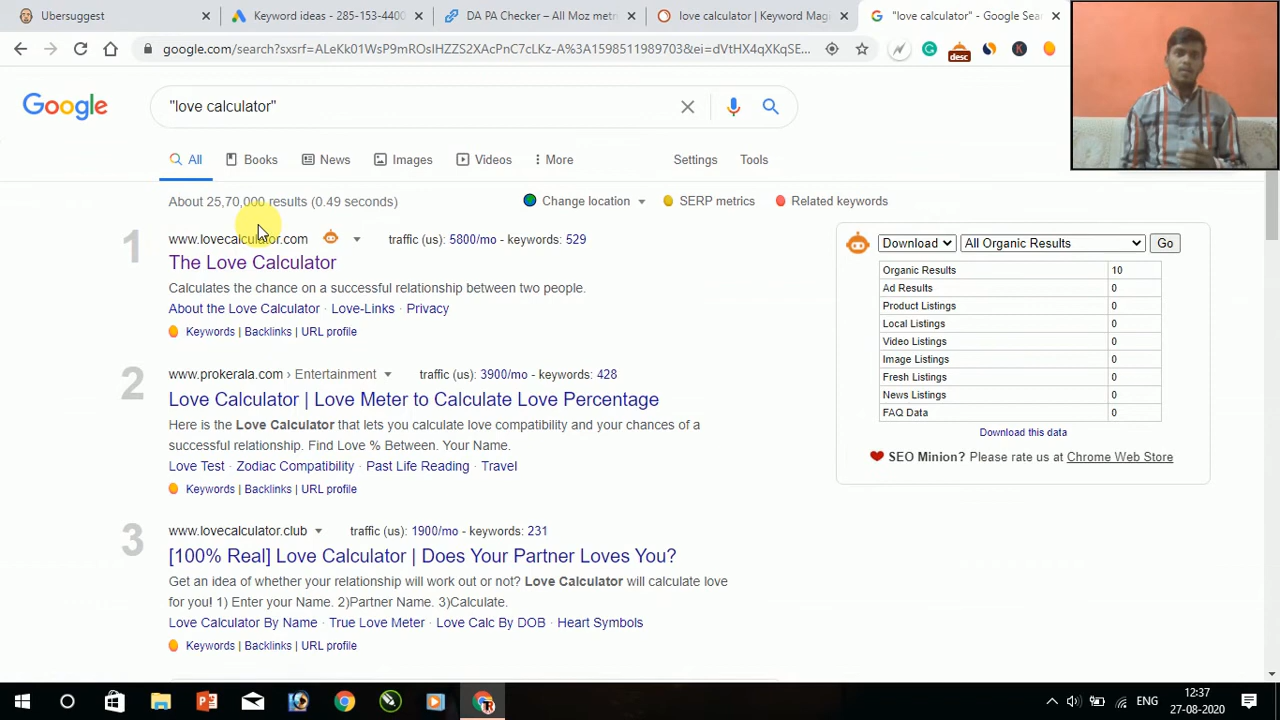 Ubersuggest
Keyword ideas - 285-153-4400
DA PA Checker – All Moz metr
love calculator | Keyword Mag
"love calculator" - Google Sea
google.com/search?sxsrf=ALeKk01WsP9mROsIHZZS2XAcPnC7cLKz-A%3A1598511989703&ei=dVtHX4qXKqSE...
desc
Google
"love calculator"
All
Books
News
Images
Videos
More
Settings
Tools
About 25,70,000 results (0.49 seconds)
Change location
SERP metrics
Related keywords
1
www.lovecalculator.com
traffic (us): 5800/mo - keywords: 529
The Love Calculator
Calculates the chance on a successful relationship between two people.
About the Love Calculator · Love-Links · Privacy
Keywords | Backlinks | URL profile
2
www.prokerala.com › Entertainment
traffic (us): 3900/mo - keywords: 428
Love Calculator | Love Meter to Calculate Love Percentage
Here is the Love Calculator that lets you calculate love compatibility and your chances of a
successful relationship. Find Love % Between. Your Name.
Love Test · Zodiac Compatibility · Past Life Reading · Travel
Keywords | Backlinks | URL profile
3
www.lovecalculator.club
traffic (us): 1900/mo - keywords: 231
[100% Real] Love Calculator | Does Your Partner Loves You?
Get an idea of whether your relationship will work out or not? Love Calculator will calculate love
for you! 1) Enter your Name. 2)Partner Name. 3)Calculate.
Love Calculator By Name · True Love Meter · Love Calc By DOB · Heart Symbols
Keywords | Backlinks | URL profile
Download
All Organic Results
Go
Organic Results 10
Ad Results 0
Product Listings 0
Local Listings 0
Video Listings 0
Image Listings 0
Fresh Listings 0
News Listings 0
FAQ Data 0
Download this data
SEO Minion? Please rate us at Chrome Web Store
ENG
12:37
27-08-2020